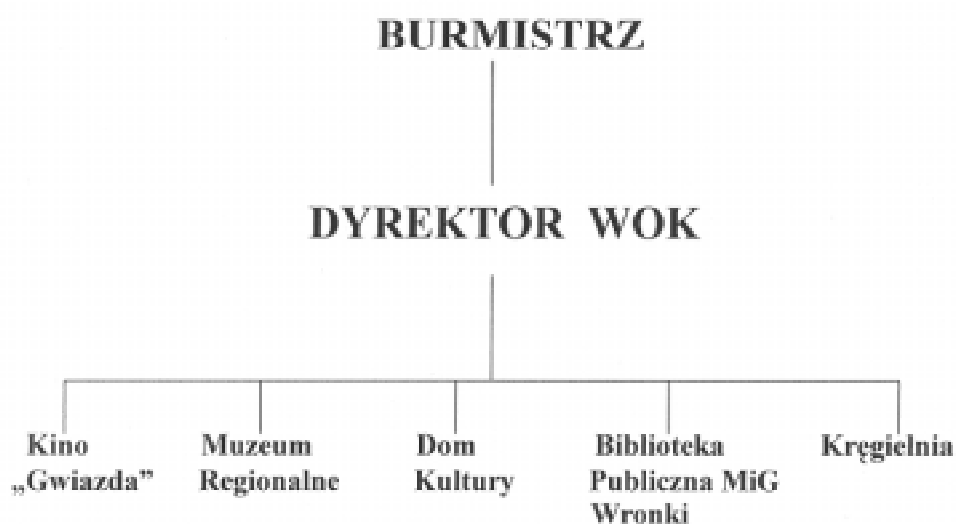 BURMISTRZ
DYREKTOR WOK
Kino
„Gwiazda”
Muzeum
Regionalne
Dom
Kultury
Biblioteka
Publiczna MiG
Wronki
Kręgielnia